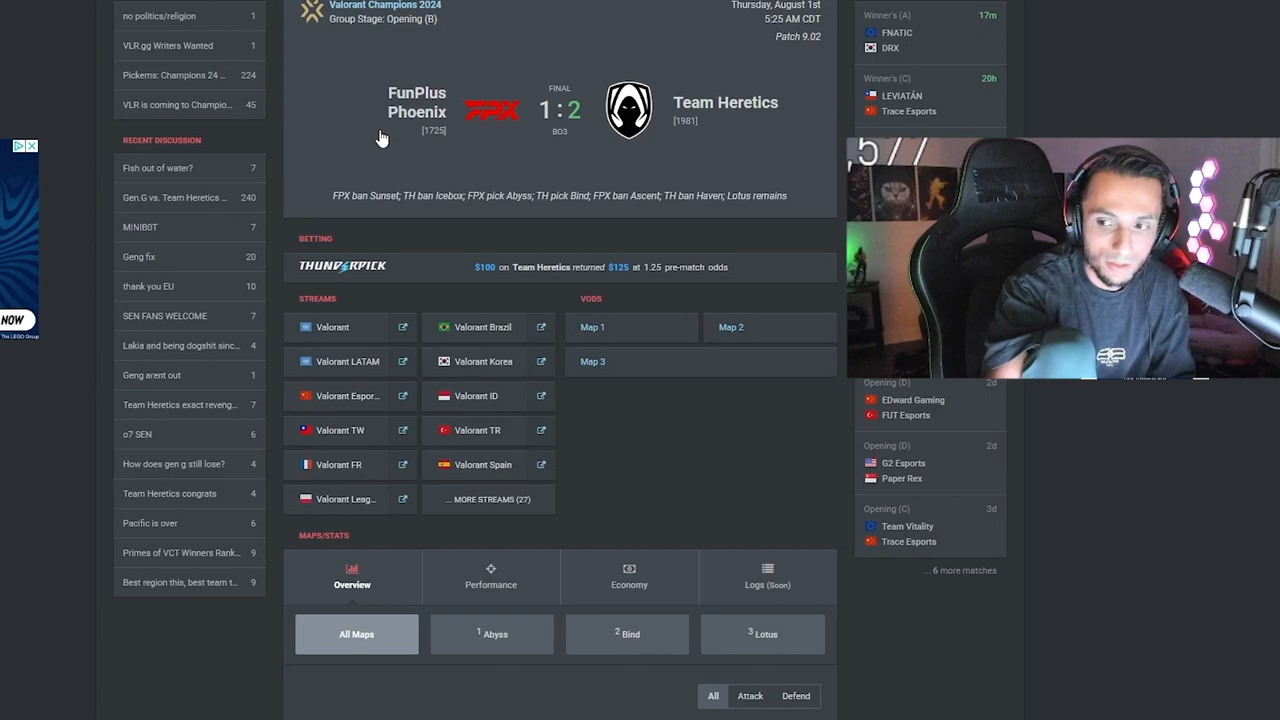 no politics/religion 1
VLR.gg Writers Wanted 1
Pickems: Champions 24 ... 224
VLR is coming to Champio... 45
RECENT DISCUSSION
Fish out of water? 7
Gen.G vs. Team Heretics ... 240
MINIB0T 7
Geng fix 20
thank you EU 10
SEN FANS WELCOME 7
Lakia and being dogshit sinc... 4
Geng arent out 1
Team Heretics exact reveng... 7
o7 SEN 6
How does gen g still lose? 4
Team Heretics congrats 4
Pacific is over 6
Primes of VCT Winners Rank... 9
Best region this, best team t... 9
NOW
The LEGO Group
Valorant Champions 2024
Group Stage: Opening (B)
Thursday, August 1st
5:25 AM CDT
Patch 9.02
FunPlus
Phoenix
[1725]
FPX
FINAL
1 : 2
BO3
Team Heretics
[1981]
FPX ban Sunset; TH ban Icebox; FPX pick Abyss; TH pick Bind; FPX ban Ascent; TH ban Haven; Lotus remains
BETTING
THUNDERPICK
$100 on Team Heretics returned $125 at 1.25 pre-match odds
STREAMS
Valorant
Valorant Brazil
Valorant LATAM
Valorant Korea
Valorant Espor...
Valorant ID
Valorant TW
Valorant TR
Valorant FR
Valorant Spain
Valorant Leag...
... MORE STREAMS (27)
VODS
Map 1
Map 2
Map 3
MAPS/STATS
Overview
Performance
Economy
Logs (Soon)
All Maps
1 Abyss
2 Bind
3 Lotus
All
Attack
Defend
Winner's (A) 17m
FNATIC
DRX
Winner's (C) 20h
LEVIATÁN
Trace Esports
,577
Opening (D) 2d
EDward Gaming
FUT Esports
Opening (D) 2d
G2 Esports
Paper Rex
Opening (C) 3d
Team Vitality
Trace Esports
... 6 more matches